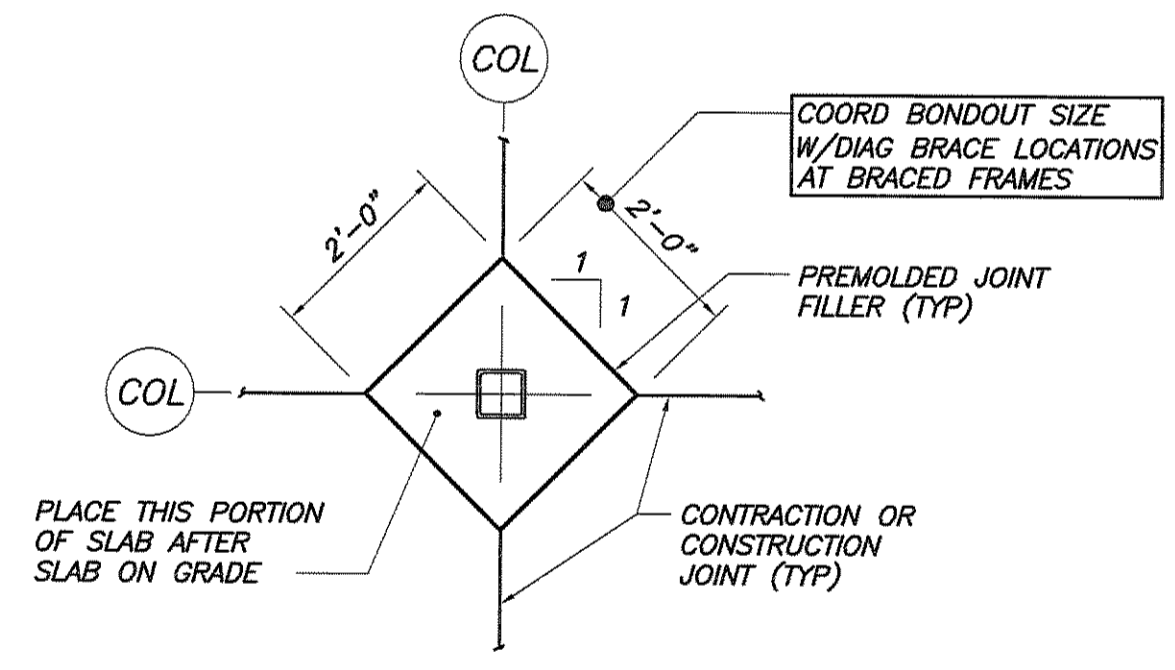 COL
COORD BONDOUT SIZE
W/DIAG BRACE LOCATIONS
AT BRACED FRAMES
2'-0"
2'-0"
1
1
PREMOLDED JOINT
FILLER (TYP)
COL
PLACE THIS PORTION
OF SLAB AFTER
SLAB ON GRADE
CONTRACTION OR
CONSTRUCTION
JOINT (TYP)